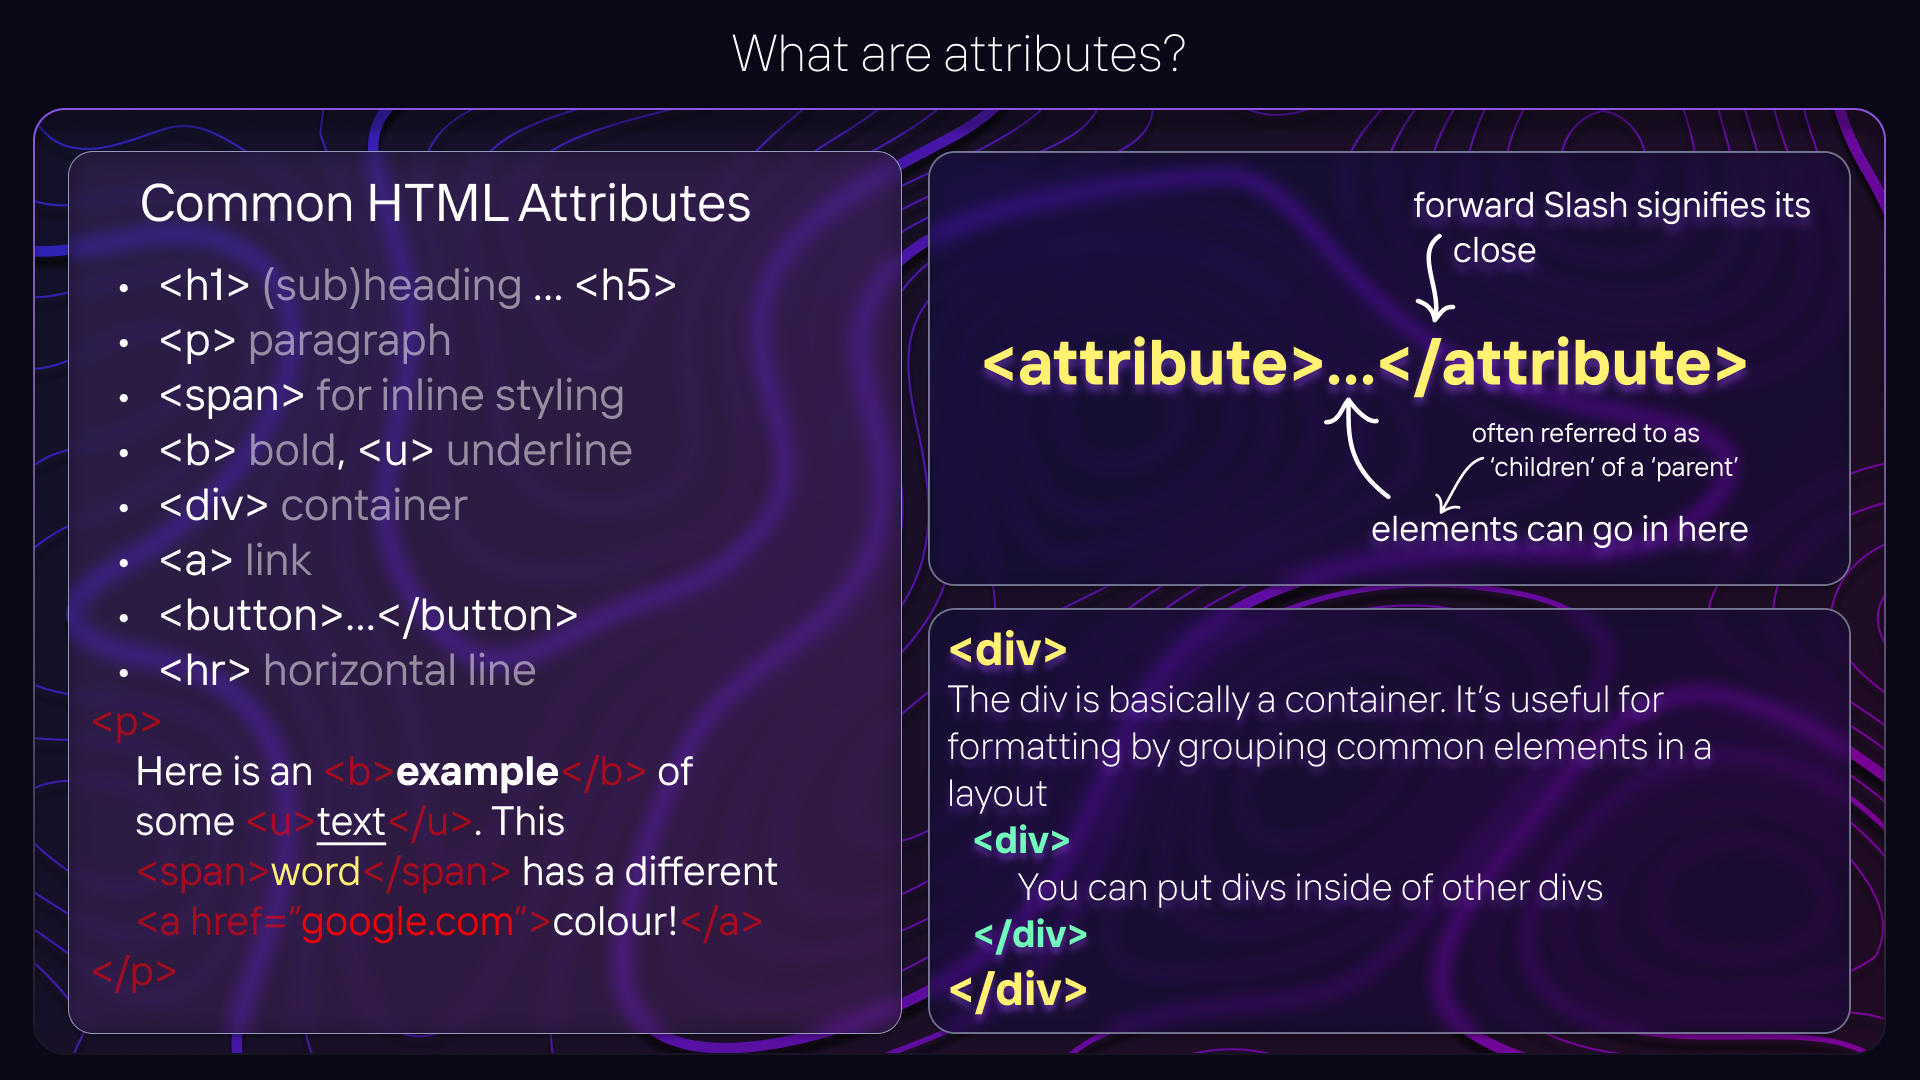 What are attributes?
Common HTML Attributes
• <h1> (sub)heading ... <h5>
• <p> paragraph
• <span> for inline styling
• <b> bold, <u> underline
• <div> container
• <a> link
• <button>...</button>
• <hr> horizontal line
<p>
Here is an <b>example</b> of
some <u>text</u>. This
<span>word</span> has a different
<a href="google.com">colour!</a>
</p>
forward Slash signifies its
close
<attribute>...</attribute>
often referred to as
‘children’ of a ‘parent’
elements can go in here
<div>
The div is basically a container. It’s useful for
formatting by grouping common elements in a
layout
<div>
You can put divs inside of other divs
</div>
</div>